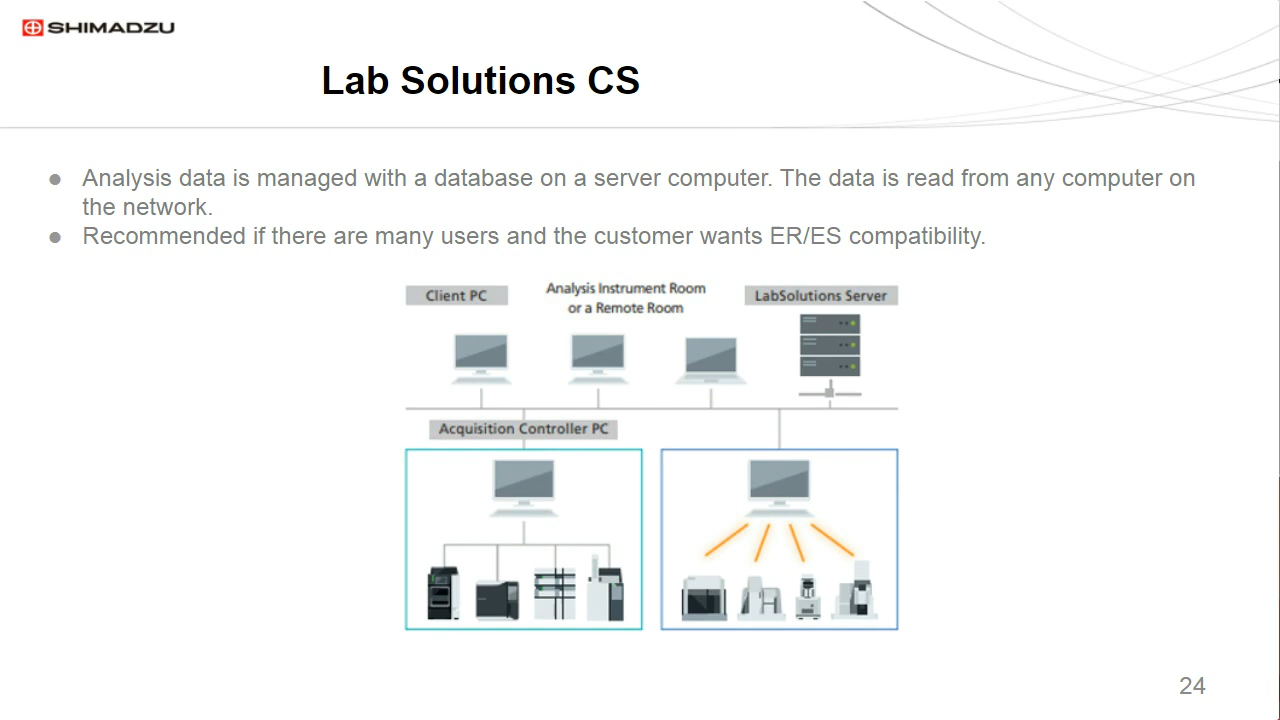 SHIMADZU
Lab Solutions CS
● Analysis data is managed with a database on a server computer. The data is read from any computer on
the network.
● Recommended if there are many users and the customer wants ER/ES compatibility.
Client PC
Analysis Instrument Room
or a Remote Room
LabSolutions Server
Acquisition Controller PC
24